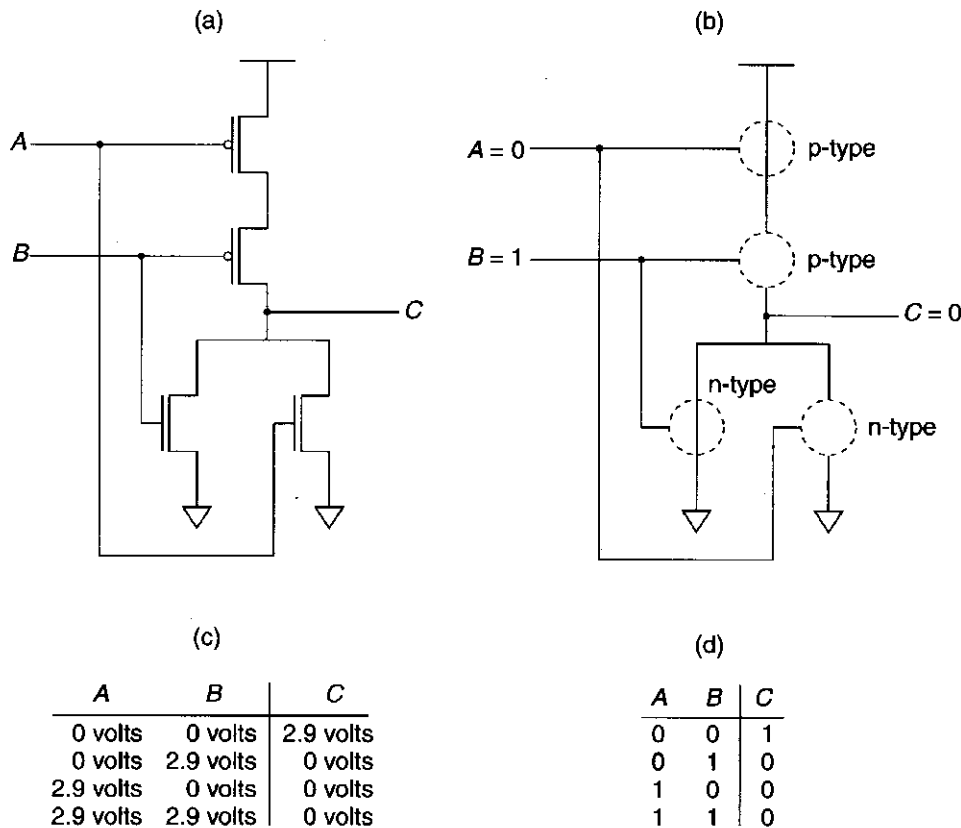 (a)
A
B
C
(b)
A = 0
p-type
B = 1
p-type
C = 0
n-type
n-type
(c)
A B C
0 volts 0 volts 2.9 volts
0 volts 2.9 volts 0 volts
2.9 volts 0 volts 0 volts
2.9 volts 2.9 volts 0 volts
(d)
A B C
0 0 1
0 1 0
1 0 0
1 1 0